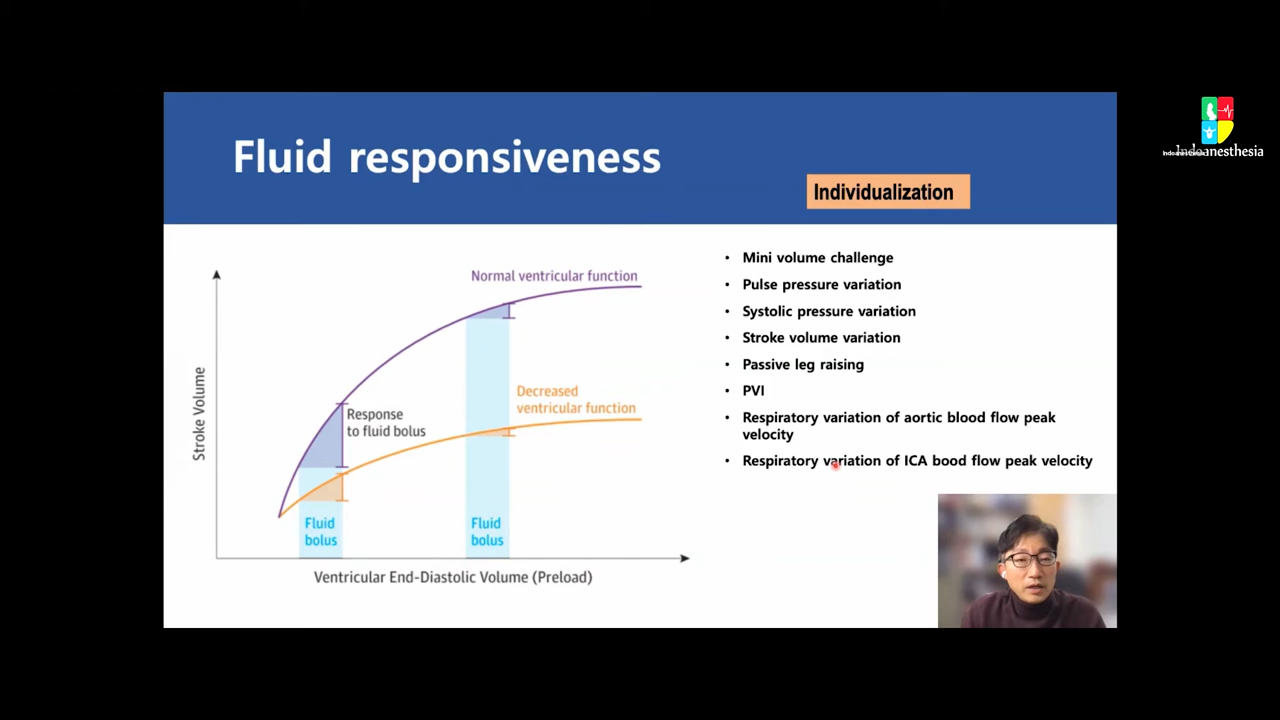 Fluid responsiveness
Individualization
Indoanesthesia
Normal ventricular function
Decreased
ventricular function
Response
to fluid bolus
Fluid
bolus
Fluid
bolus
Stroke Volume
Ventricular End-Diastolic Volume (Preload)
• Mini volume challenge
• Pulse pressure variation
• Systolic pressure variation
• Stroke volume variation
• Passive leg raising
• PVI
• Respiratory variation of aortic blood flow peak
velocity
• Respiratory variation of ICA bood flow peak velocity